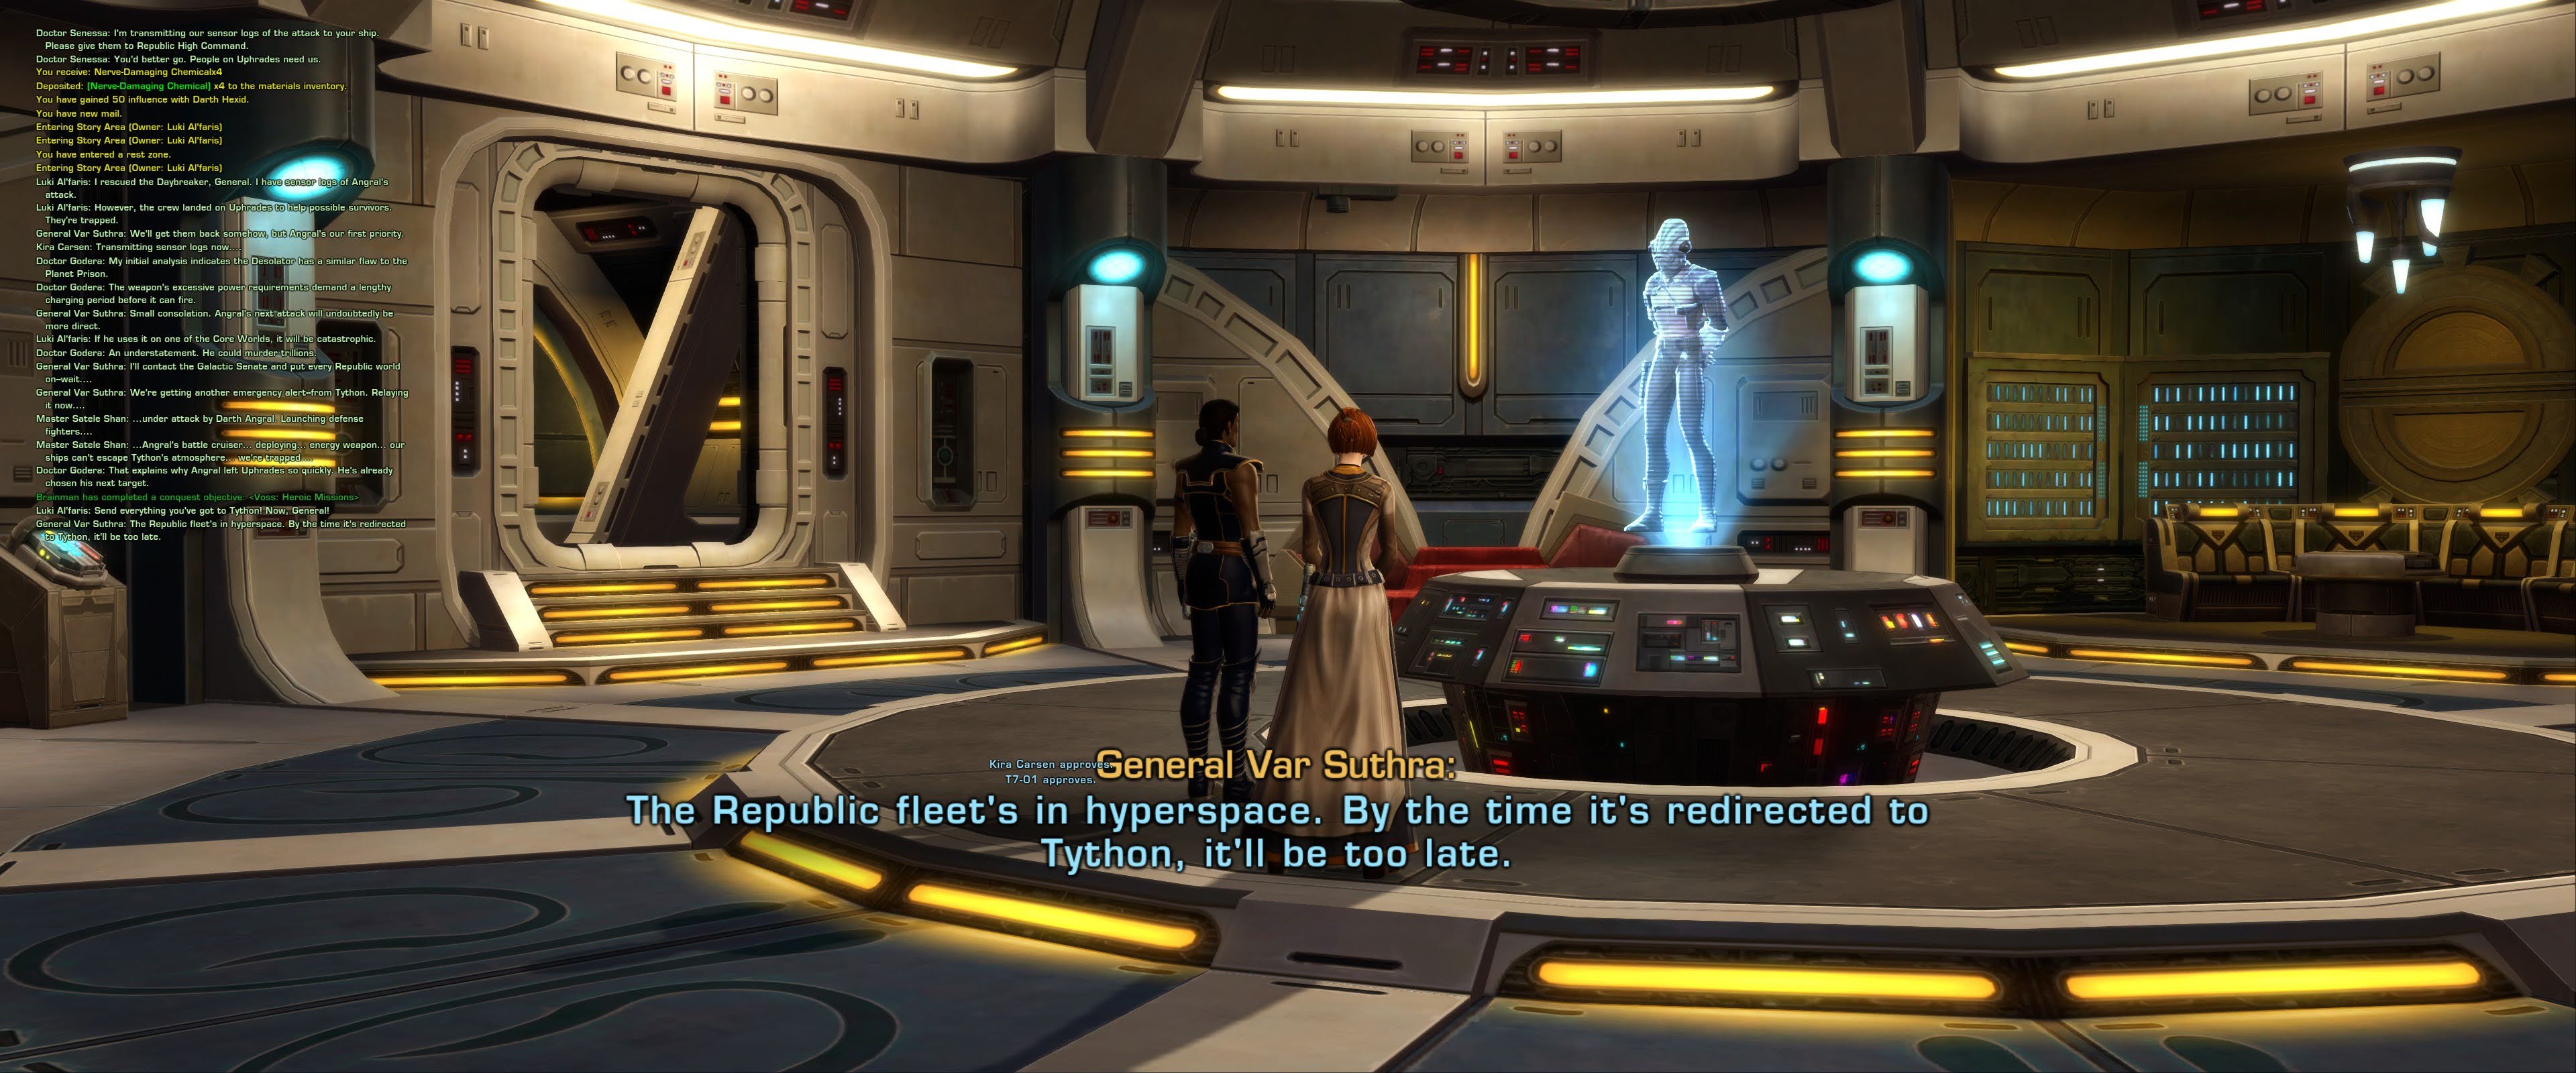 Doctor Senessa: I'm transmitting our sensor logs of the attack to your ship.
Please give them to Republic High Command.
Doctor Senessa: You'd better go. People on Uphrades need us.
You receive: Nerve-Damaging Chemicalx4
Deposited: [Nerve-Damaging Chemical] x4 to the materials inventory.
You have gained 50 influence with Darth Hexid.
You have new mail.
Entering Story Area (Owner: Luki Al'faris)
Entering Story Area (Owner: Luki Al'faris)
You have entered a rest zone.
Entering Story Area (Owner: Luki Al'faris)
Luki Al'faris: I rescued the Daybreaker, General. I have sensor logs of Angral's
attack.
Luki Al'faris: However, the crew landed on Uphrades to help possible survivors.
They're trapped.
General Var Suthra: We'll get them back somehow, but Angral's our first priority.
Kira Carsen: Transmitting sensor logs now....
Doctor Godera: My initial analysis indicates the Desolator has a similar flaw to the
Planet Prison.
Doctor Godera: The weapon's excessive power requirements demand a lengthy
charging period before it can fire.
General Var Suthra: Small consolation. Angral's next attack will undoubtedly be
more direct.
Luki Al'faris: If he uses it on one of the Core Worlds, it will be catastrophic.
Doctor Godera: An understatement. He could murder trillions.
General Var Suthra: I'll contact the Galactic Senate and put every Republic world
on--wait....
General Var Suthra: We're getting another emergency alert--from Tython. Relaying
it now....
Master Satele Shan: ...under attack by Darth Angral. Launching defense
fighters....
Master Satele Shan: ...Angral's battle cruiser... deploying... energy weapon... our
ships can't escape Tython's atmosphere... we're trapped....
Doctor Godera: That explains why Angral left Uphrades so quickly. He's already
chosen his next target.
Brainman has completed a conquest objective: <Voss: Heroic Missions>
Luki Al'faris: Send everything you've got to Tython! Now, General!
General Var Suthra: The Republic fleet's in hyperspace. By the time it's redirected
to Tython, it'll be too late.
Kira Carsen approves.
T7-O1 approves.
General Var Suthra:
The Republic fleet's in hyperspace. By the time it's redirected to
Tython, it'll be too late.